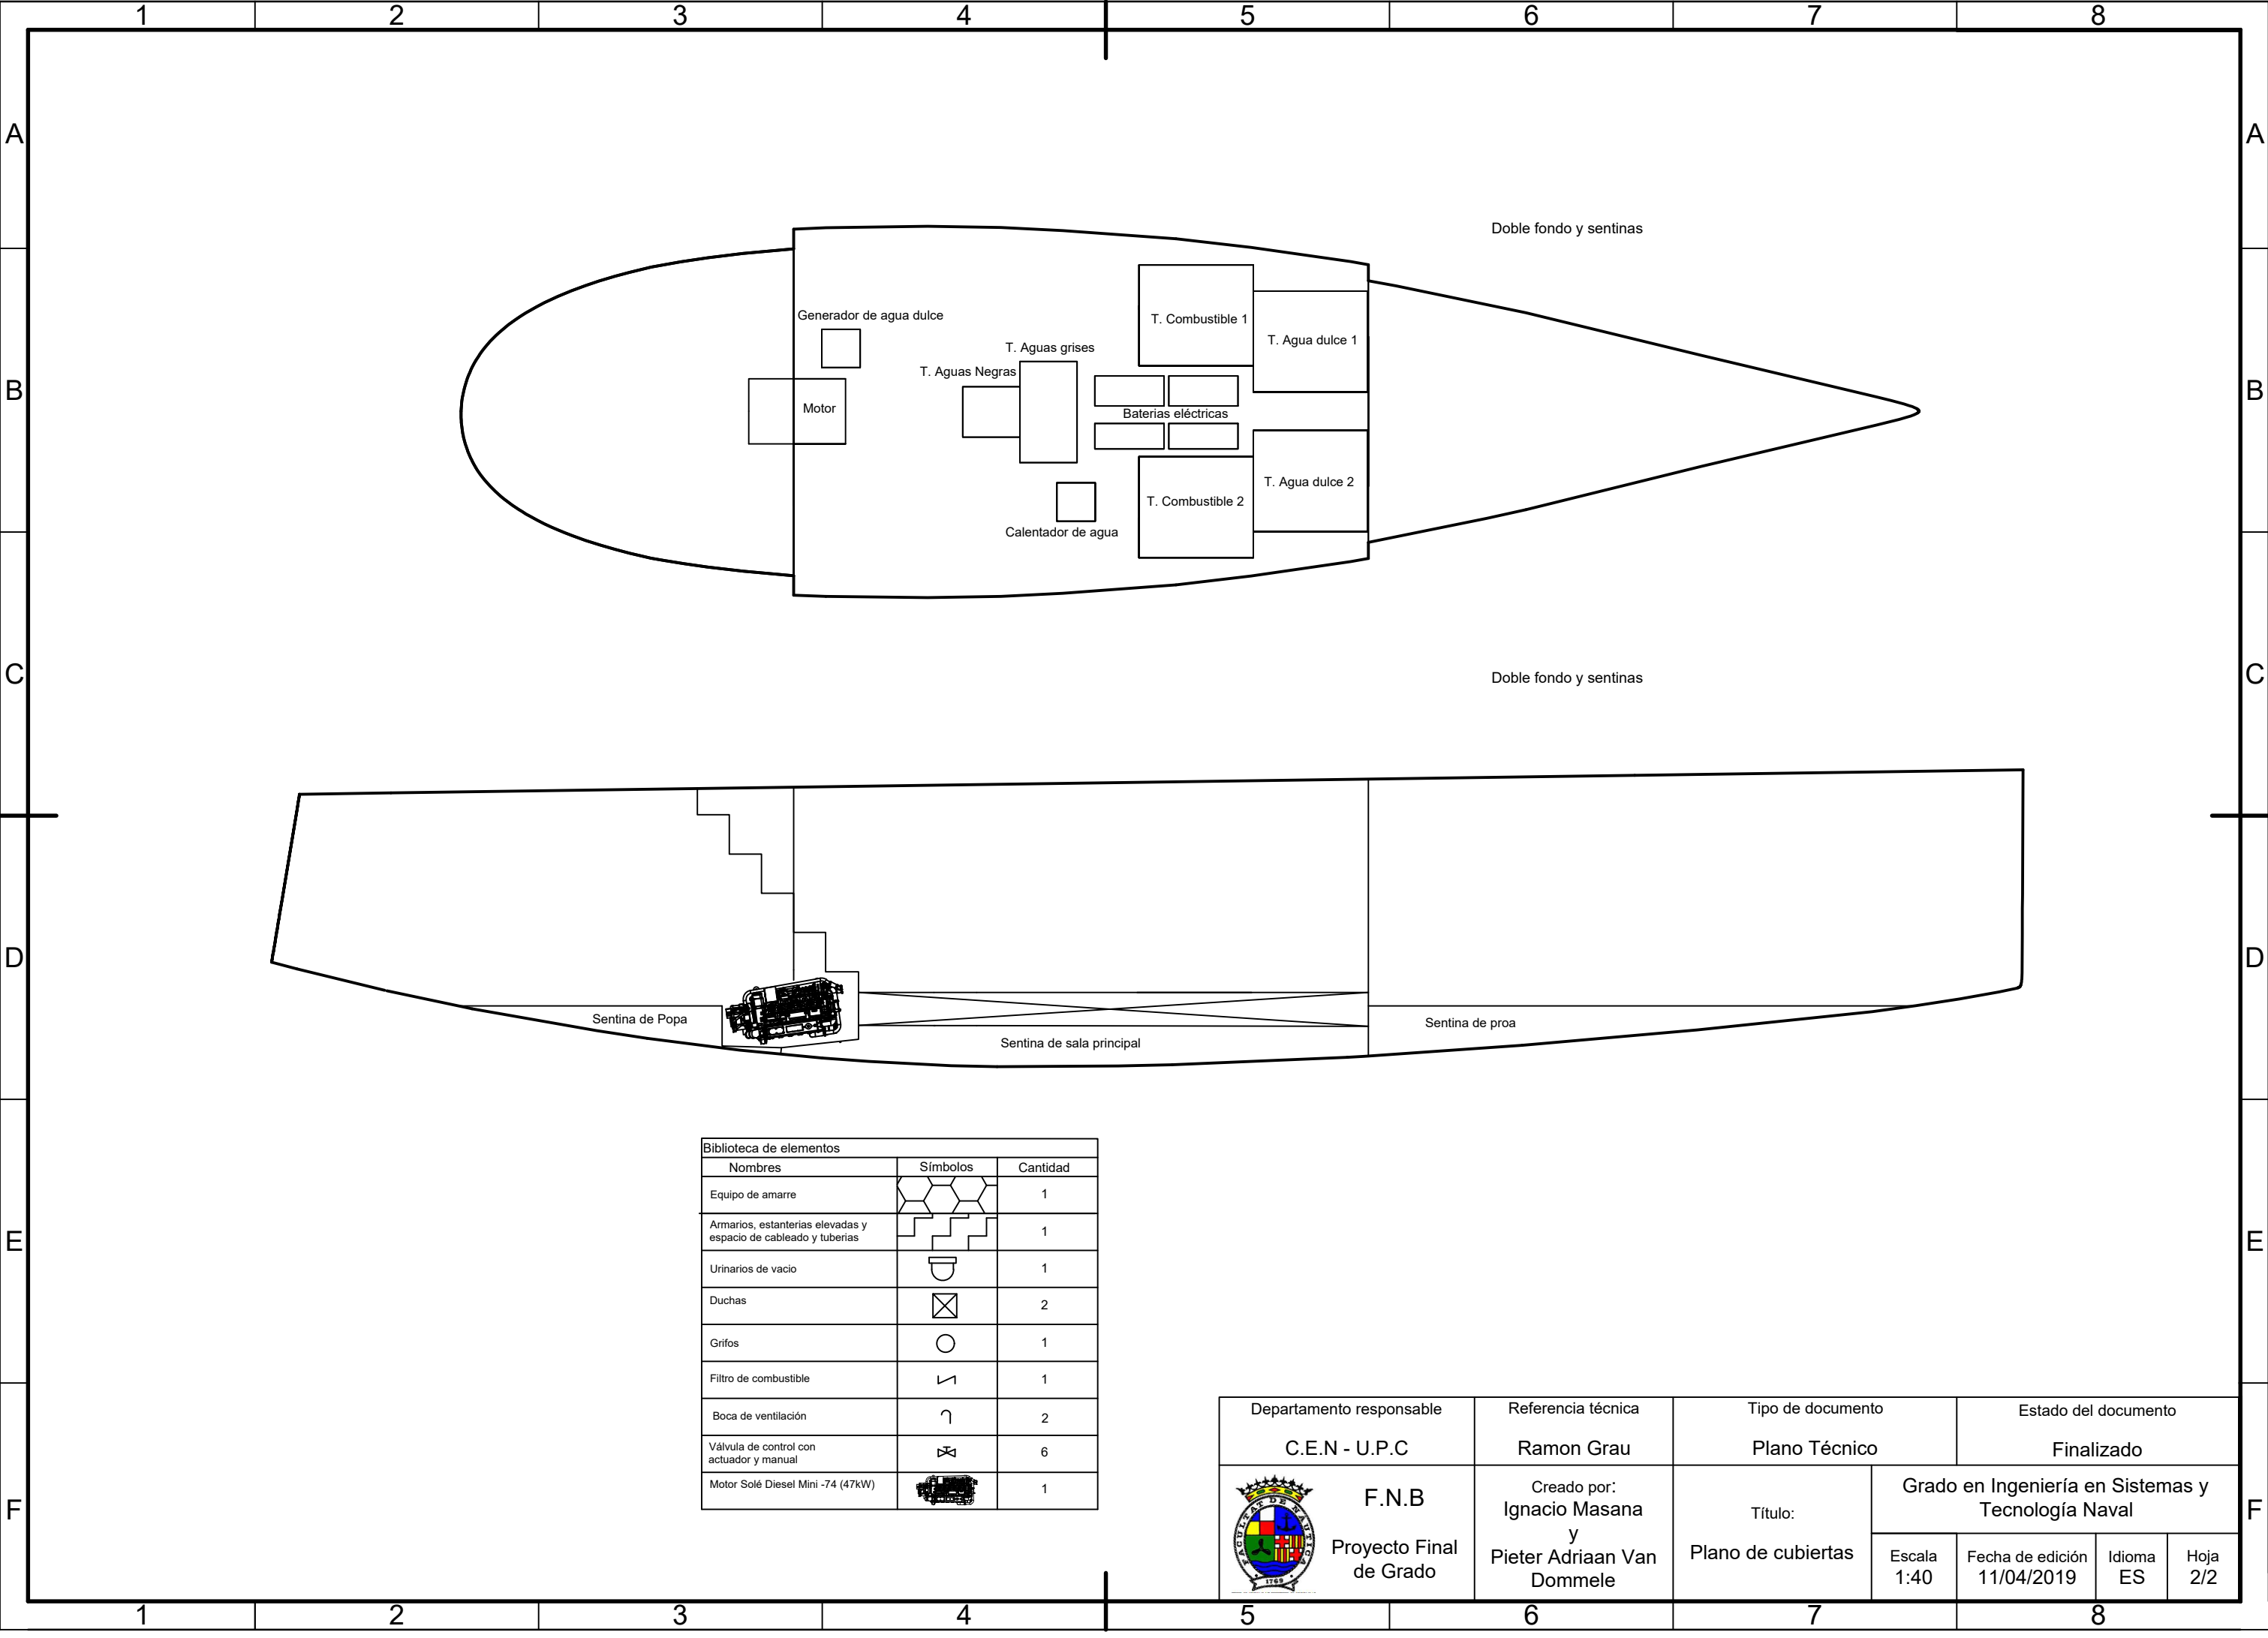 1 2 3 4 5 6 7 8
A A
Doble fondo y sentinas
Generador de agua dulce
T. Combustible 1
T. Agua dulce 1
T. Aguas grises
T. Aguas Negras
B B
Motor
Baterias eléctricas
T. Agua dulce 2
T. Combustible 2
Calentador de agua
C C
Doble fondo y sentinas
D D
Sentina de Popa
Sentina de proa
Sentina de sala principal
Biblioteca de elementos
Nombres Símbolos Cantidad
Equipo de amarre 1
Armarios, estanterias elevadas y
espacio de cableado y tuberias 1
E E
Urinarios de vacio 1
Duchas 2
Grifos 1
Filtro de combustible 1
Boca de ventilación 2
Válvula de control con
actuador y manual 6
Motor Solé Diesel Mini -74 (47kW) 1
F F
Departamento responsable
C.E.N - U.P.C
Referencia técnica
Ramon Grau
Tipo de documento
Plano Técnico
Estado del documento
Finalizado
FACULTAT DE NÀUTICA
1769
F.N.B
Proyecto Final
de Grado
Creado por:
Ignacio Masana
y
Pieter Adriaan Van
Dommele
Título:
Plano de cubiertas
Grado en Ingeniería en Sistemas y
Tecnología Naval
Escala
1:40
Fecha de edición
11/04/2019
Idioma
ES
Hoja
2/2
1 2 3 4 5 6 7 8